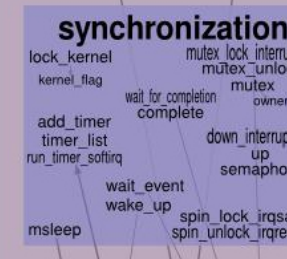 synchronization
lock_kernel
kernel_flag
mutex_lock_interru
mutex_unlo
mutex
owner
wait_for_completion
complete
add_timer
timer_list
run_timer_softirq
down_interrup
up
semapho
wait_event
wake_up
spin_lock_irqsa
spin_unlock_irqre
msleep